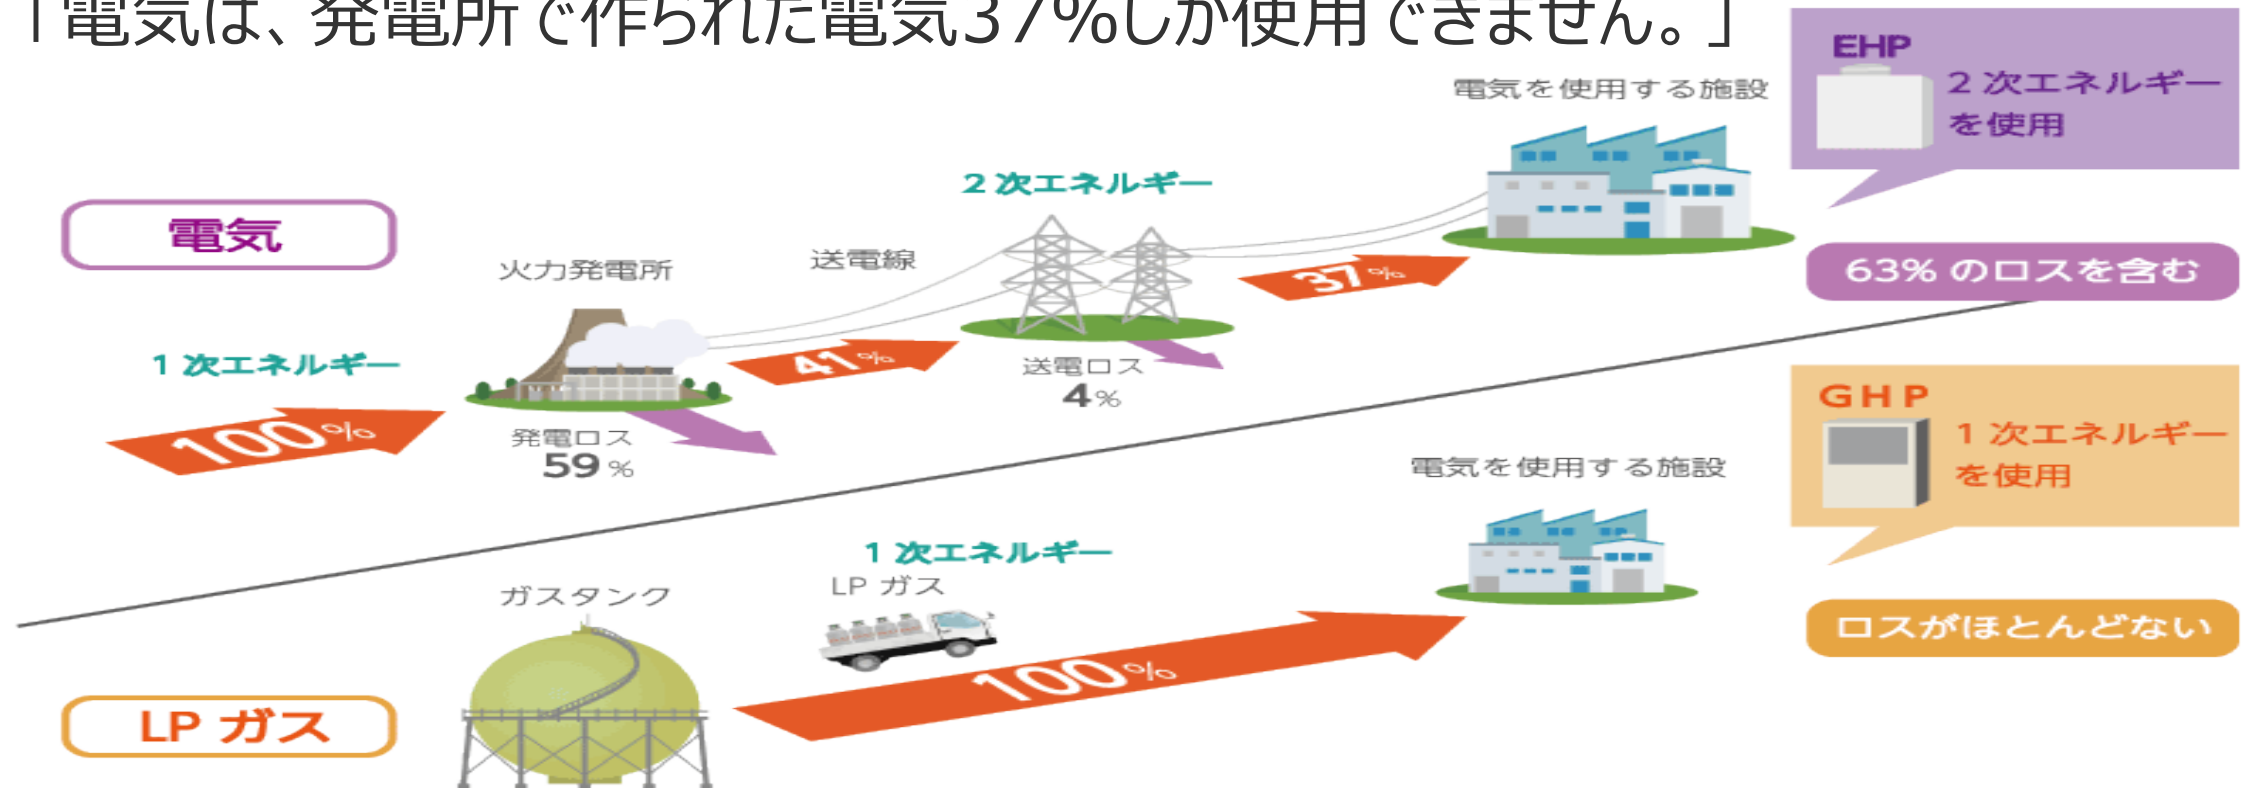 「電気は、発電所で作られた電気37%しか使用できません。」
EHP
2次エネルギー
を使用
電気を使用する施設
2次エネルギー
電気
63%のロスを含む
火力発電所
送電線
37%
1次エネルギー
41%
送電ロス
4%
100%
発電ロス
59%
GHP
1次エネルギー
を使用
電気を使用する施設
1次エネルギー
LPガス
ガスタンク
ロスがほとんどない
100%
LPガス